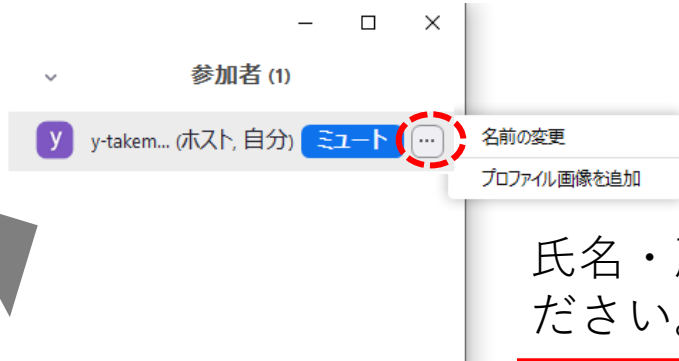 参加者 (1)
y
y-takem... (ホスト, 自分) ミュート ...
名前の変更
プロファイル画像を追加
氏名・
ださい